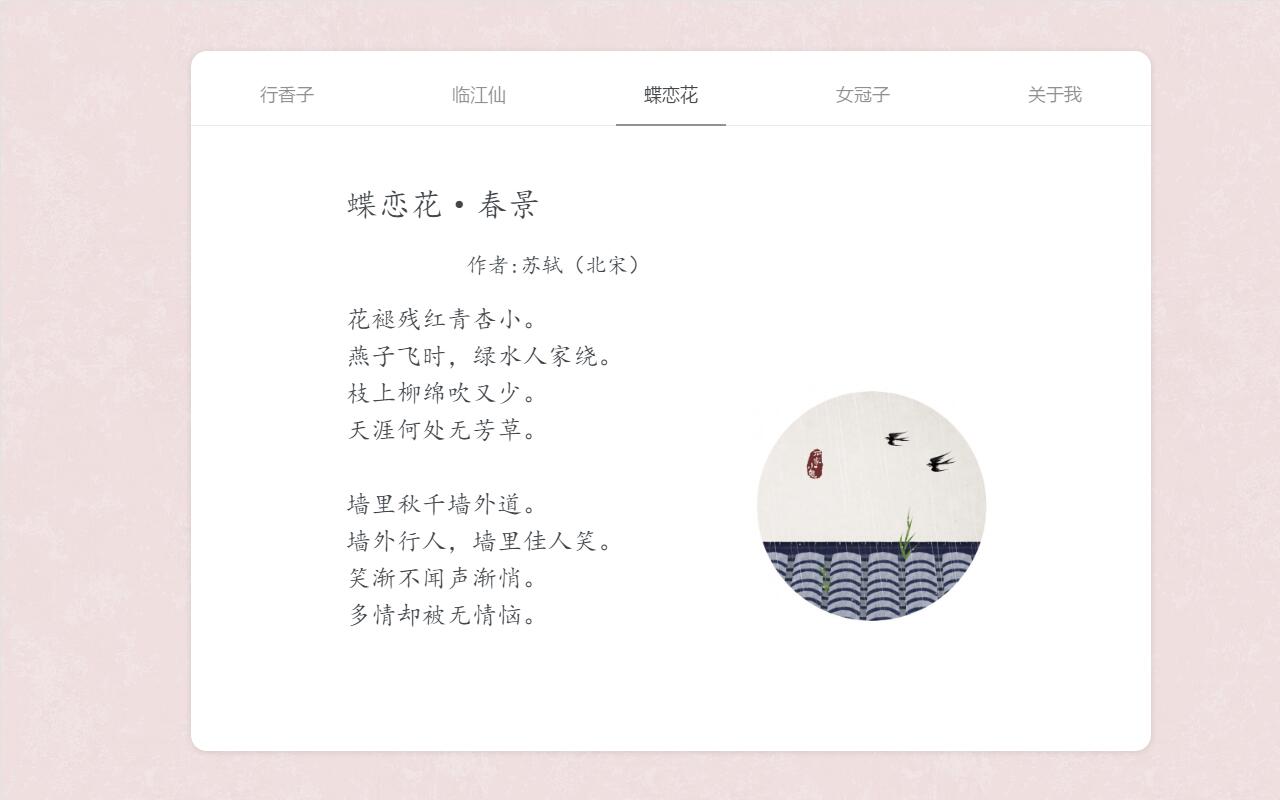 行香子
临江仙
蝶恋花
女冠子
关于我
蝶恋花·春景
作者:苏轼（北宋）
花褪残红青杏小。
燕子飞时，绿水人家绕。
枝上柳绵吹又少。
天涯何处无芳草。
墙里秋千墙外道。
墙外行人，墙里佳人笑。
笑渐不闻声渐悄。
多情却被无情恼。